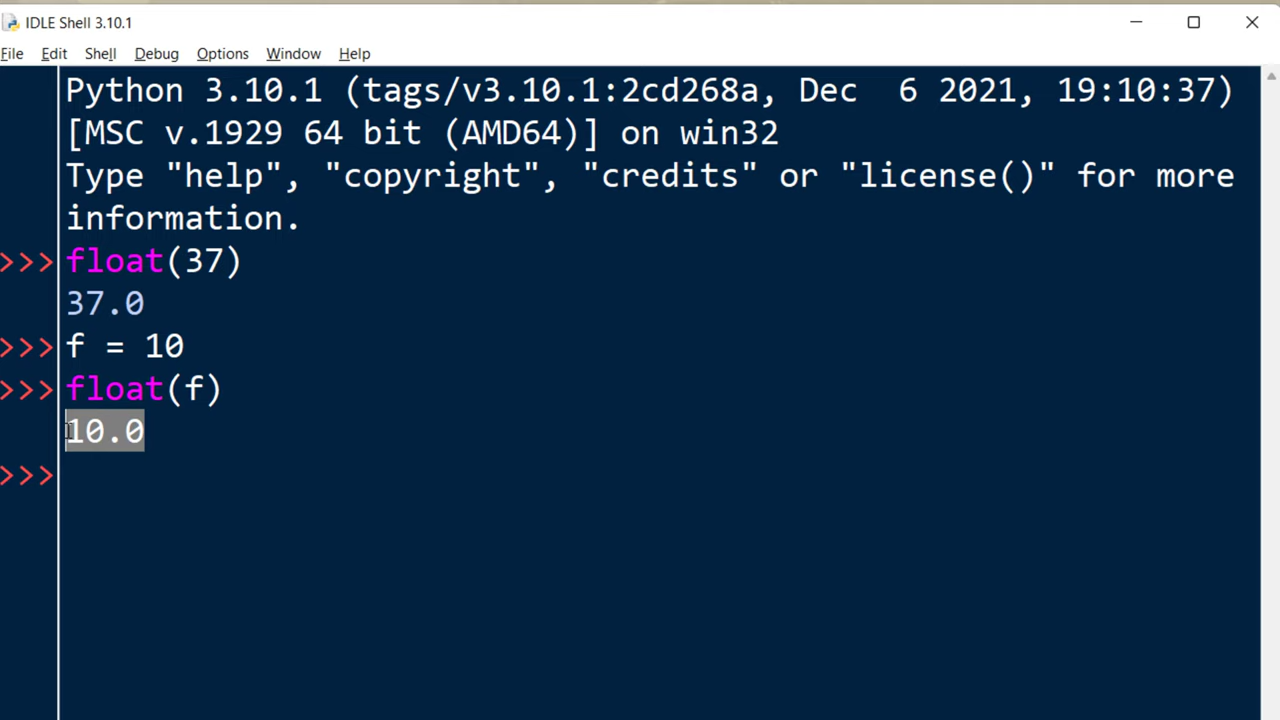 IDLE Shell 3.10.1
File Edit Shell Debug Options Window Help
Python 3.10.1 (tags/v3.10.1:2cd268a, Dec  6 2021, 19:10:37)
[MSC v.1929 64 bit (AMD64)] on win32
Type "help", "copyright", "credits" or "license()" for more
information.
>>> float(37)
37.0
>>> f = 10
>>> float(f)
10.0
>>>